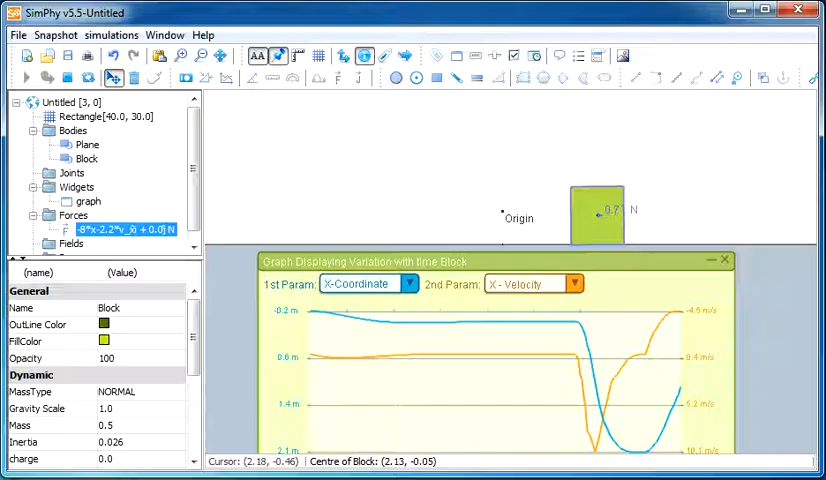 SimPhy v5.5-Untitled
File Snapshot simulations Window Help
AA
Untitled [3, 0]
Rectangle[40.0, 30.0]
Bodies
Plane
Block
Joints
Widgets
graph
Forces
-8*x-2.2*v_xi + 0.0j N
Fields
(name) (Value)
General
Name Block
OutLine Color
FillColor
Opacity 100
Dynamic
MassType NORMAL
Gravity Scale 1.0
Mass 0.5
Inertia 0.026
charge 0.0
Origin
N
Graph Displaying Variation with time Block
1st Param: X-Coordinate 2nd Param: X - Velocity
-0.2 m -4.5 m/s
0.6 m 0.4 m/s
1.4 m 5.2 m/s
2.1 m 10.1 m/s
Cursor: (2.18, -0.46) Centre of Block: (2.13, -0.05)